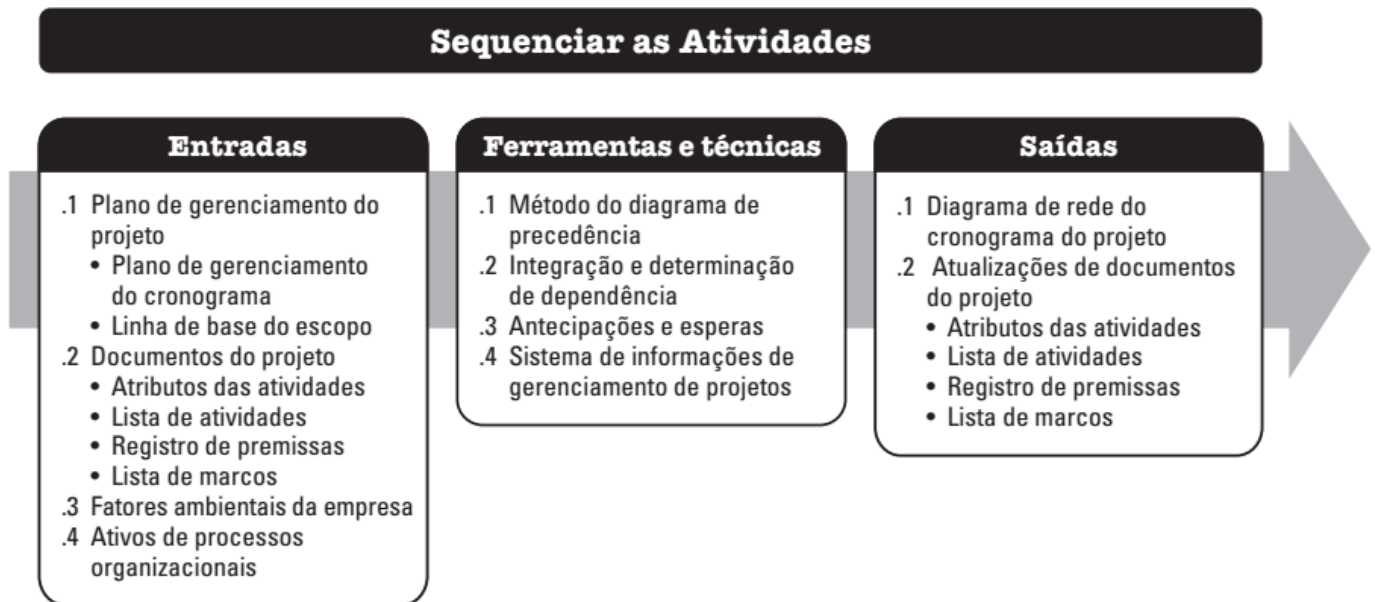 Sequenciar as Atividades
Entradas
.1 Plano de gerenciamento do
projeto
• Plano de gerenciamento
do cronograma
• Linha de base do escopo
.2 Documentos do projeto
• Atributos das atividades
• Lista de atividades
• Registro de premissas
• Lista de marcos
.3 Fatores ambientais da empresa
.4 Ativos de processos
organizacionais
Ferramentas e técnicas
.1 Método do diagrama de
precedência
.2 Integração e determinação
de dependência
.3 Antecipações e esperas
.4 Sistema de informações de
gerenciamento de projetos
Saídas
.1 Diagrama de rede do
cronograma do projeto
.2 Atualizações de documentos
do projeto
• Atributos das atividades
• Lista de atividades
• Registro de premissas
• Lista de marcos